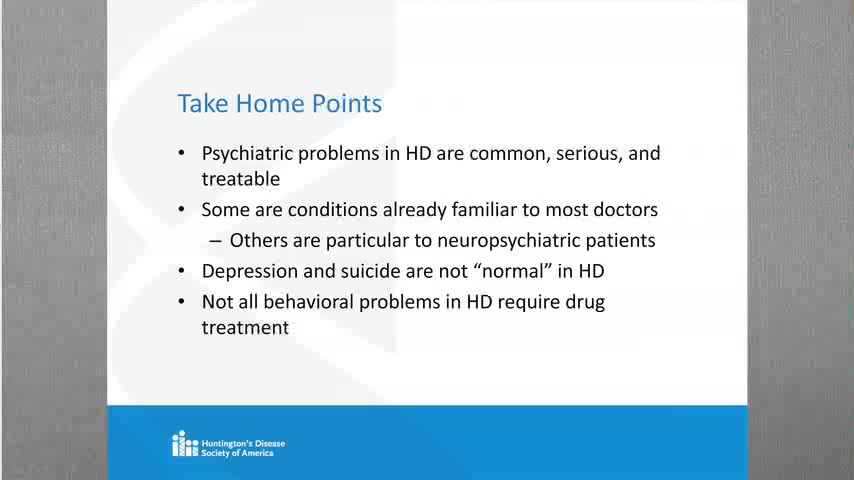 Take Home Points
• Psychiatric problems in HD are common, serious, and
treatable
• Some are conditions already familiar to most doctors
– Others are particular to neuropsychiatric patients
• Depression and suicide are not “normal” in HD
• Not all behavioral problems in HD require drug
treatment
Huntington's Disease
Society of America